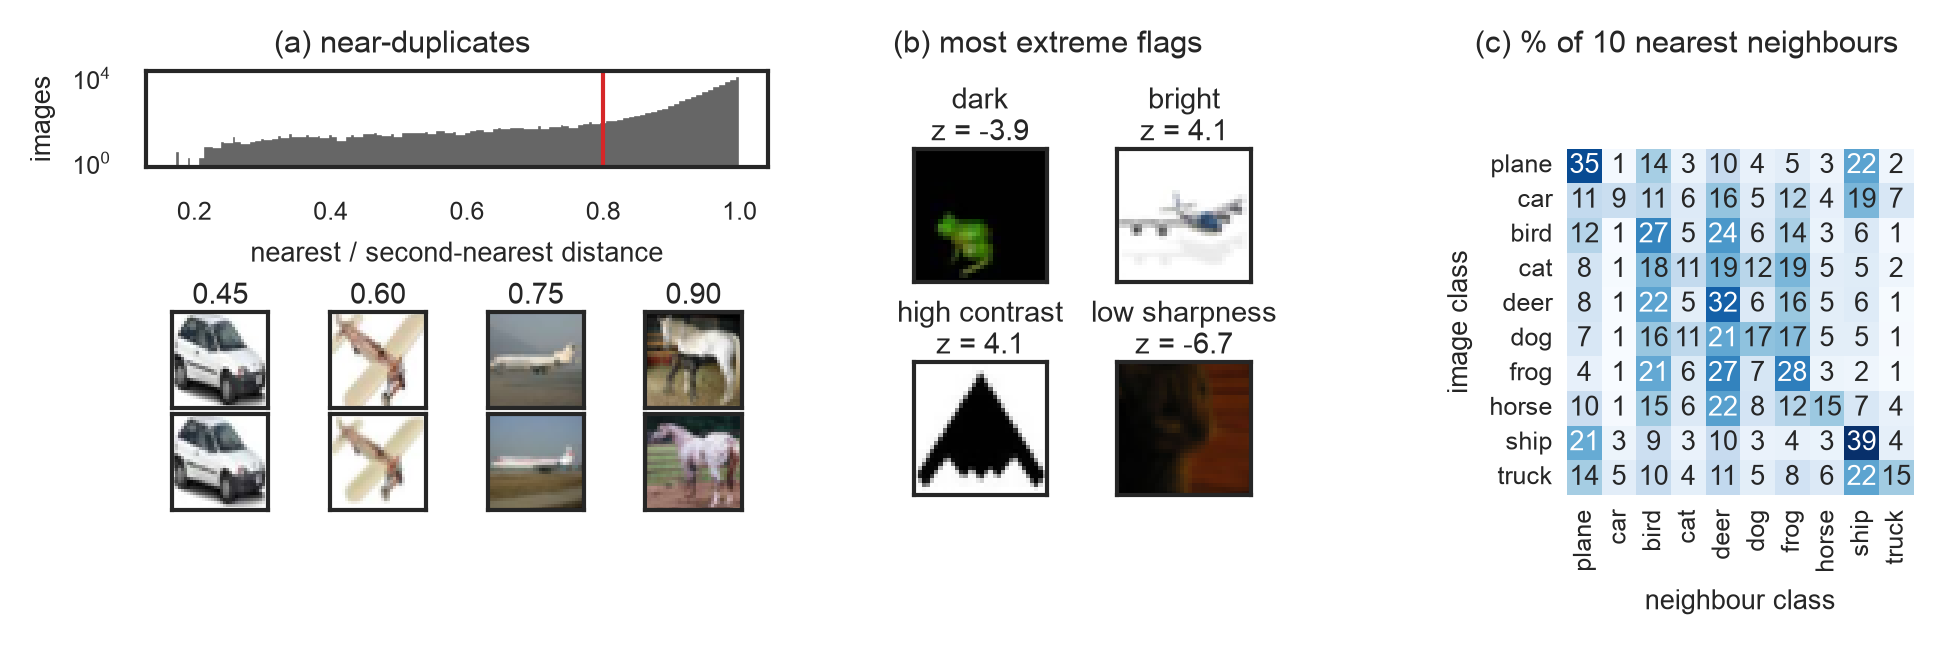 (a) near-duplicates
images
10^4
10^0
0.2 0.4 0.6 0.8 1.0
nearest / second-nearest distance
0.45 0.60 0.75 0.90
(b) most extreme flags
dark
z = -3.9
bright
z = 4.1
high contrast
z = 4.1
low sharpness
z = -6.7
(c) % of 10 nearest neighbours
image class
plane 35 1 14 3 10 4 5 3 22 2
car 11 9 11 6 16 5 12 4 19 7
bird 12 1 27 5 24 6 14 3 6 1
cat 8 1 18 11 19 12 19 5 5 2
deer 8 1 22 5 32 6 16 5 6 1
dog 7 1 16 11 21 17 17 5 5 1
frog 4 1 21 6 27 7 28 3 2 1
horse 10 1 15 6 22 8 12 15 7 4
ship 21 3 9 3 10 3 4 3 39 4
truck 14 5 10 4 11 5 8 6 22 15
plane car bird cat deer dog frog horse ship truck
neighbour class